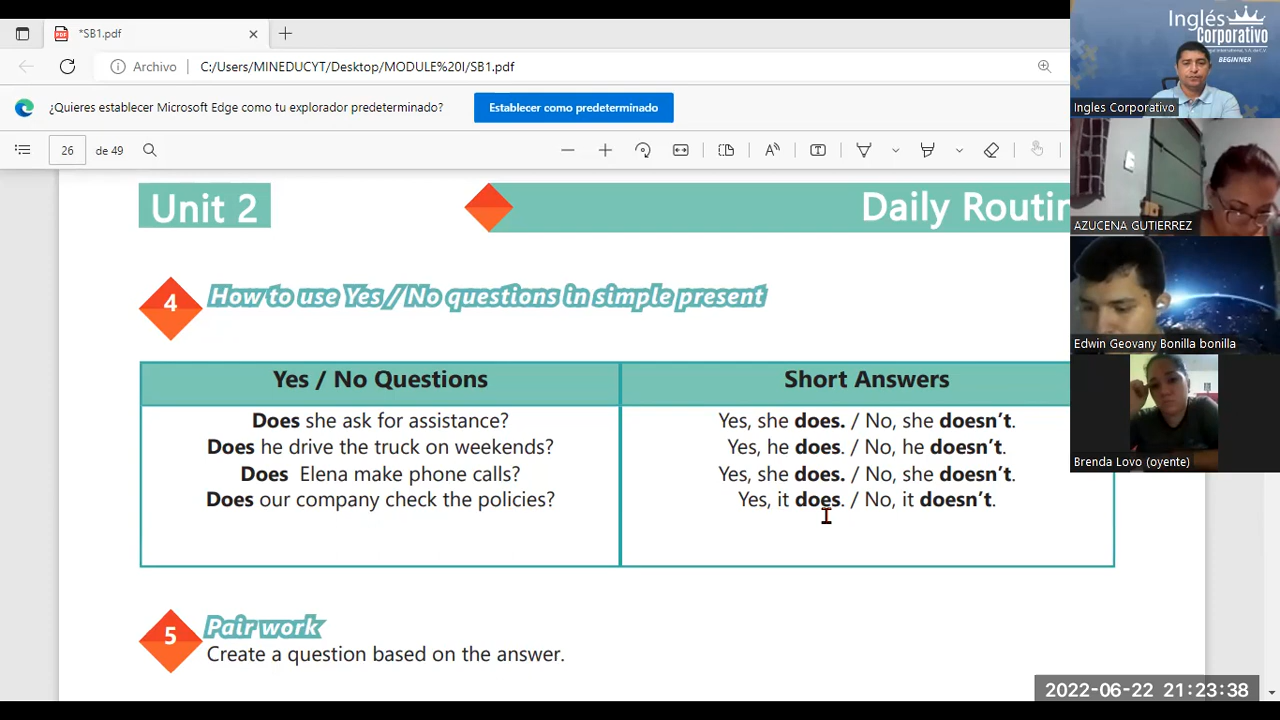 *SB1.pdf
Archivo
C:/Users/MINEDUCYT/Desktop/MODULE%20I/SB1.pdf
¿Quieres establecer Microsoft Edge como tu explorador predeterminado?
Establecer como predeterminado
26
de 49
Unit 2
Daily Routin
4
How to use Yes / No questions in simple present
Yes / No Questions
Does she ask for assistance?
Does he drive the truck on weekends?
Does Elena make phone calls?
Does our company check the policies?
Short Answers
Yes, she does. / No, she doesn’t.
Yes, he does. / No, he doesn’t.
Yes, she does. / No, she doesn’t.
Yes, it does. / No, it doesn’t.
5
Pair work
Create a question based on the answer.
Inglés
Corporativo
BEGINNER
Ingles Corporativo
AZUCENA GUTIERREZ
Edwin Geovany Bonilla bonilla
Brenda Lovo (oyente)
2022-06-22 21:23:38